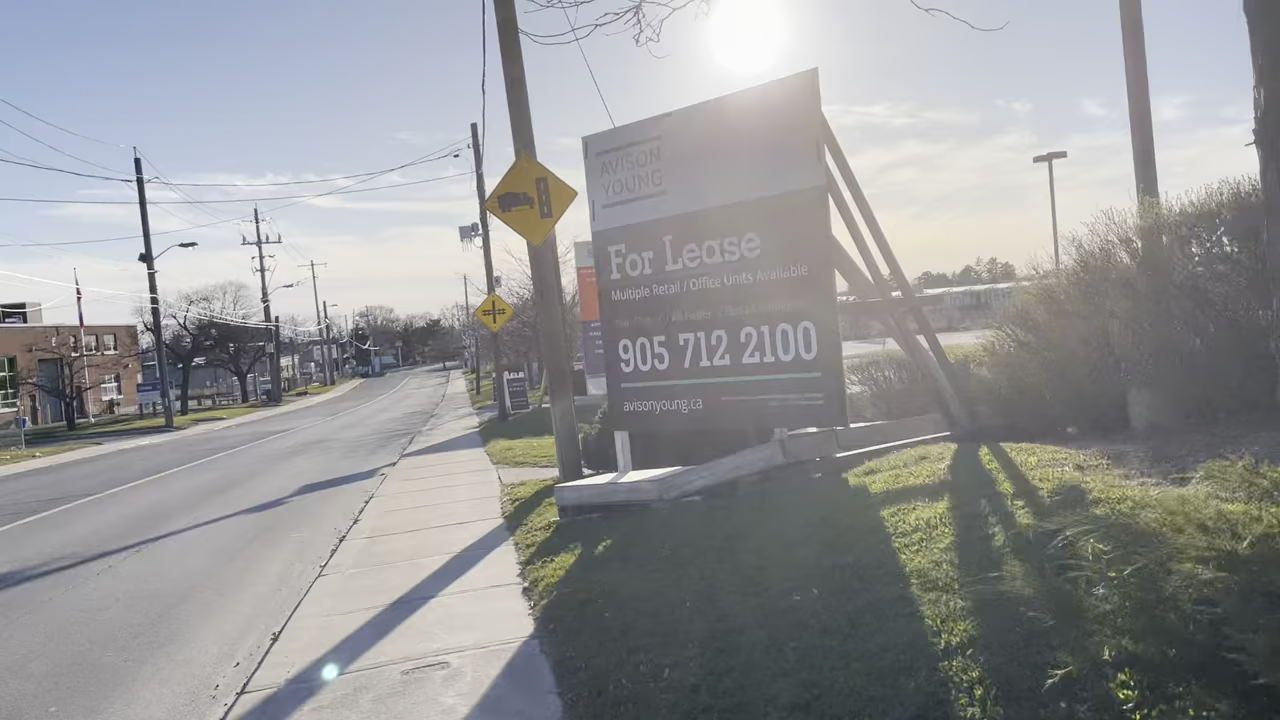 AVISON
YOUNG
For Lease
Multiple Retail / Office Units Available
905 712 2100
avisonyoung.ca